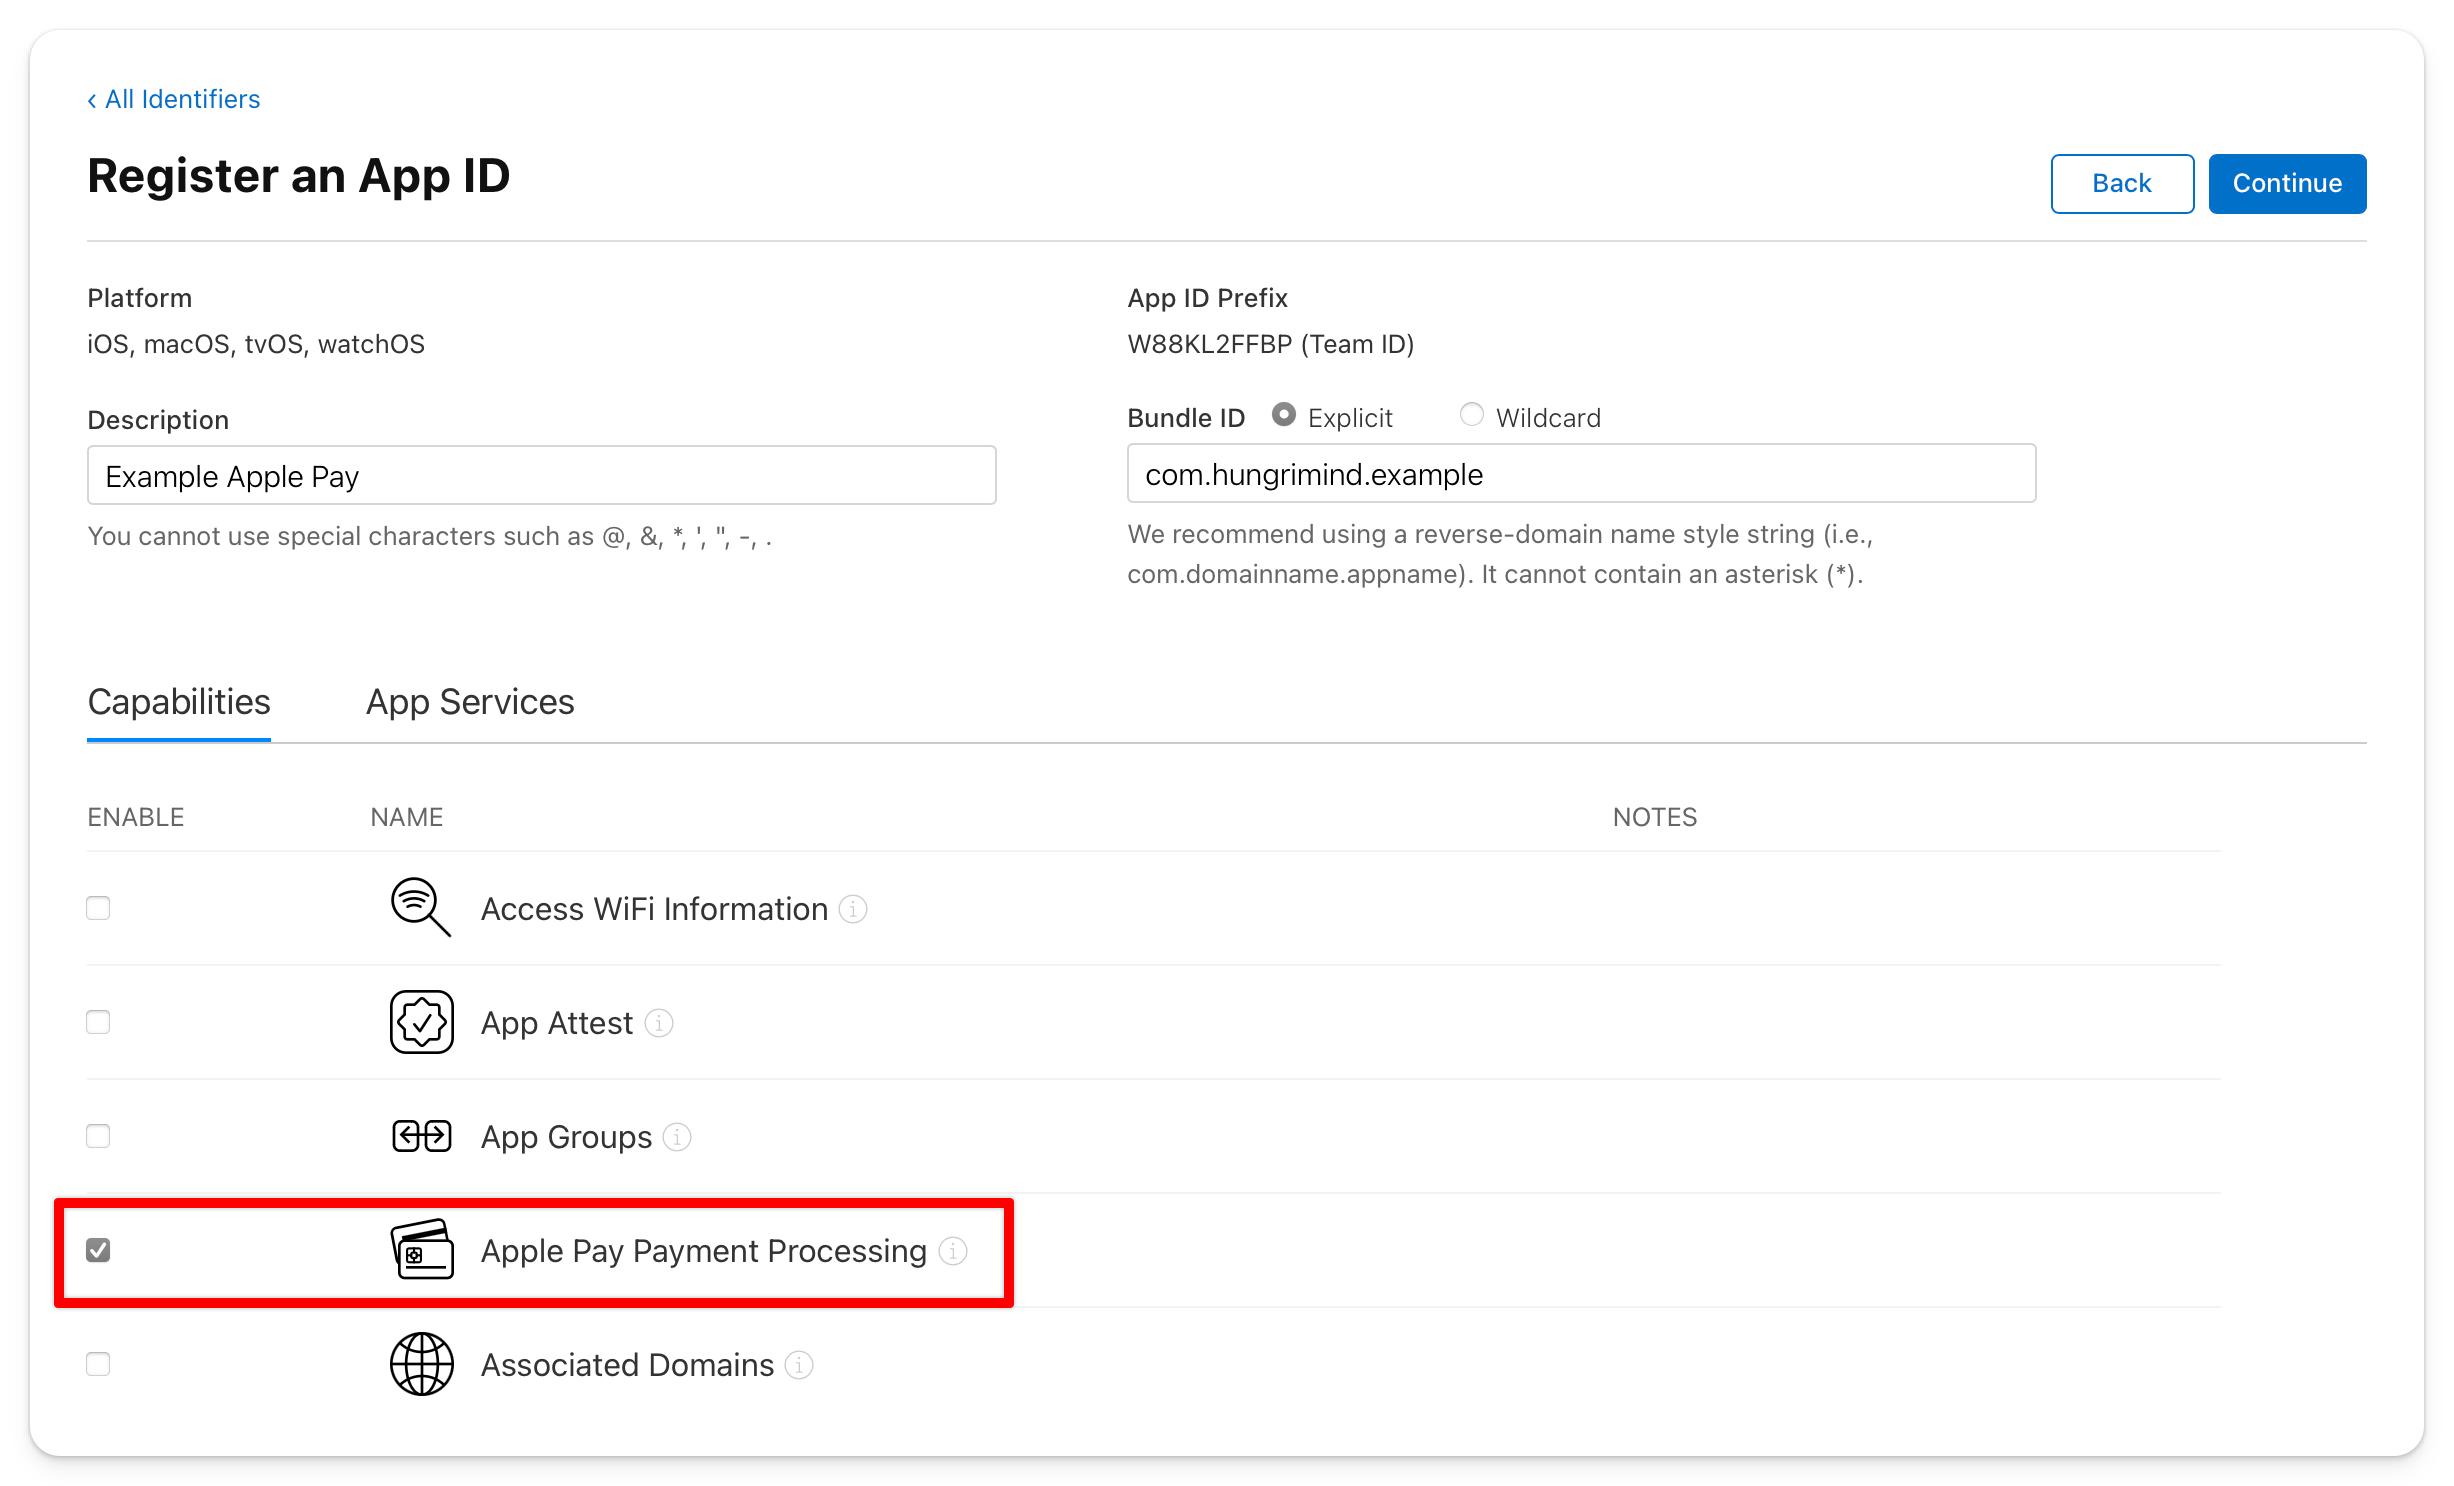 ‹ All Identifiers
Register an App ID
Back
Continue
Platform
iOS, macOS, tvOS, watchOS
App ID Prefix
W88KL2FFBP (Team ID)
Description
Example Apple Pay
You cannot use special characters such as @, &, *, ', ", -, .
Bundle ID Explicit Wildcard
com.hungrimind.example
We recommend using a reverse-domain name style string (i.e.,
com.domainname.appname). It cannot contain an asterisk (*).
Capabilities App Services
ENABLE NAME NOTES
Access WiFi Information
App Attest
App Groups
Apple Pay Payment Processing
Associated Domains